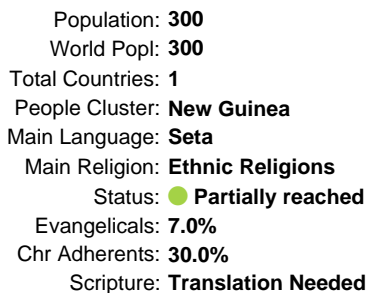 Population: 300
World Popl: 300
Total Countries: 1
People Cluster: New Guinea
Main Language: Seta
Main Religion: Ethnic Religions
Status: Partially reached
Evangelicals: 7.0%
Chr Adherents: 30.0%
Scripture: Translation Needed